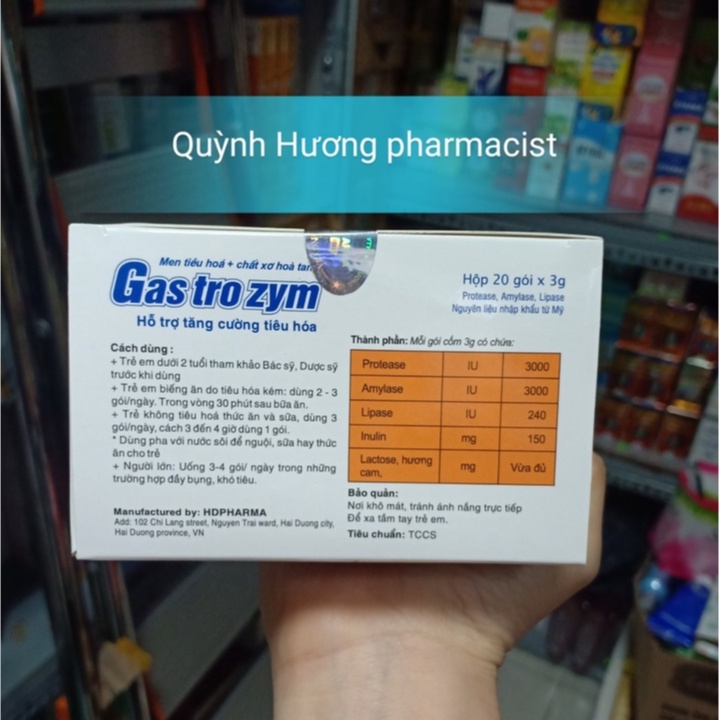 Quỳnh Hương pharmacist
Men tiêu hoá + chất xơ hoà tan
Gastrozym
Hỗ trợ tăng cường tiêu hóa
Hộp 20 gói x 3g
Protease, Amylase, Lipase
Nguyên liệu nhập khẩu từ Mỹ
Cách dùng :
+ Trẻ em dưới 2 tuổi tham khảo Bác sỹ, Dược sỹ
trước khi dùng
+ Trẻ em biếng ăn do tiêu hóa kém: dùng 2 - 3
gói/ngày. Trong vòng 30 phút sau bữa ăn.
+ Trẻ không tiêu hoá thức ăn và sữa, dùng 3
gói/ngày, cách 3 đến 4 giờ dùng 1 gói.
* Dùng pha với nước sôi để nguội, sữa hay thức
ăn cho trẻ
+ Người lớn: Uống 3-4 gói/ ngày trong những
trường hợp đầy bụng, khó tiêu.
Manufactured by: HDPHARMA
Add: 102 Chi Lang street, Nguyen Trai ward, Hai Duong city,
Hai Duong province, VN
Thành phần: Mỗi gói cốm 3g có chứa:
Protease IU 3000
Amylase IU 3000
Lipase IU 240
Inulin mg 150
Lactose, hương
cam, mg Vừa đủ
Bảo quản:
Nơi khô mát, tránh ánh nắng trực tiếp
Để xa tầm tay trẻ em.
Tiêu chuẩn: TCCS